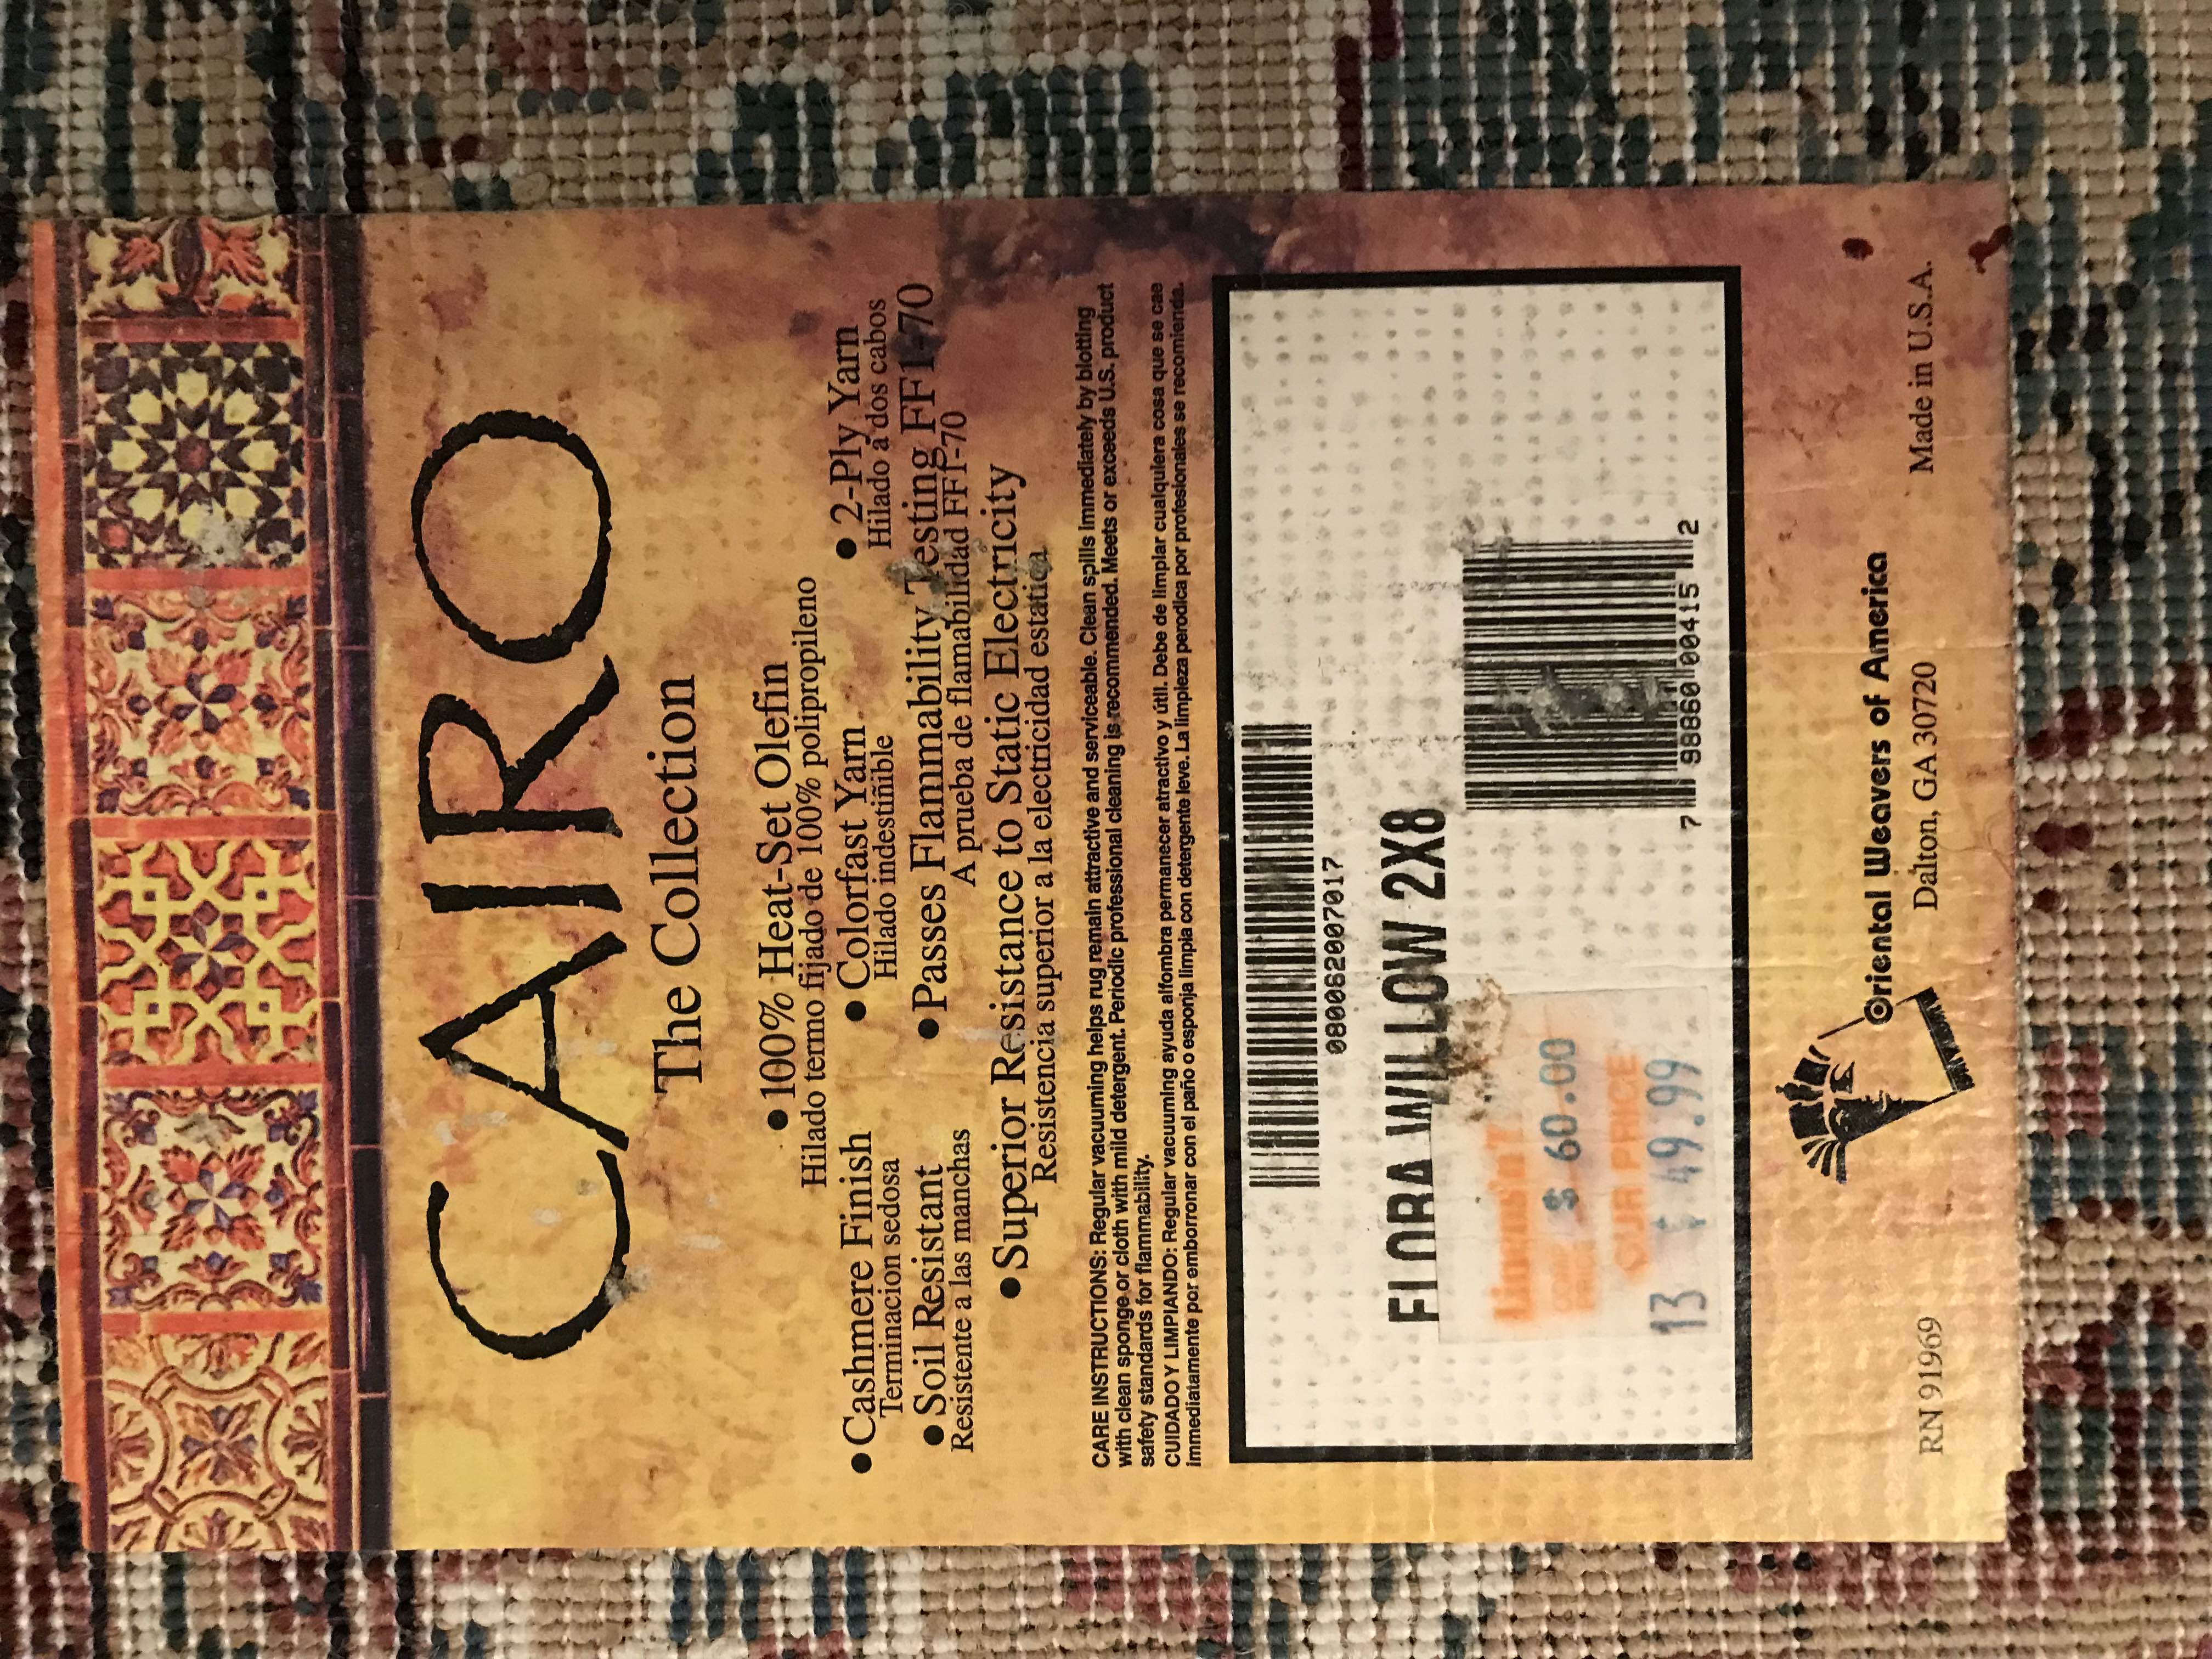 CAIRO
The Collection
• 100% Heat-Set Olefin
Hilado termo fijado de 100% polipropileno
• Cashmere Finish • Colorfast Yarn • 2-Ply Yarn
Terminacion sedosa Hilado indestiñible Hilado a dos cabos
• Soil Resistant • Passes Flammability Testing FF1-70
Resistente a las manchas A prueba de flamabilidad FF1-70
• Superior Resistance to Static Electricity
Resistencia superior a la electricidad estatica
CARE INSTRUCTIONS: Regular vacuuming helps rug remain attractive and serviceable. Clean spills immediately by blotting
with clean sponge or cloth with mild detergent. Periodic professional cleaning is recommended. Meets or exceeds U.S. product
safety standards for flammability.
CUIDADO Y LIMPIANDO: Regular vacuuming ayuda alfombra permanecer atractivo y útil. Debe de limpiar cualquiera cosa que se cae
immediatamente por emborronar con el paño o esponja limpia con detergente leve. La limpieza perodica por profesionales se recomienda.
080062007017
FLORA WILLOW 2X8
7 98860 00415 2
$ 60.00
OUR PRICE
13 $ 49.99
Oriental Weavers of America
RN 91969 Dalton, GA 30720 Made in U.S.A.